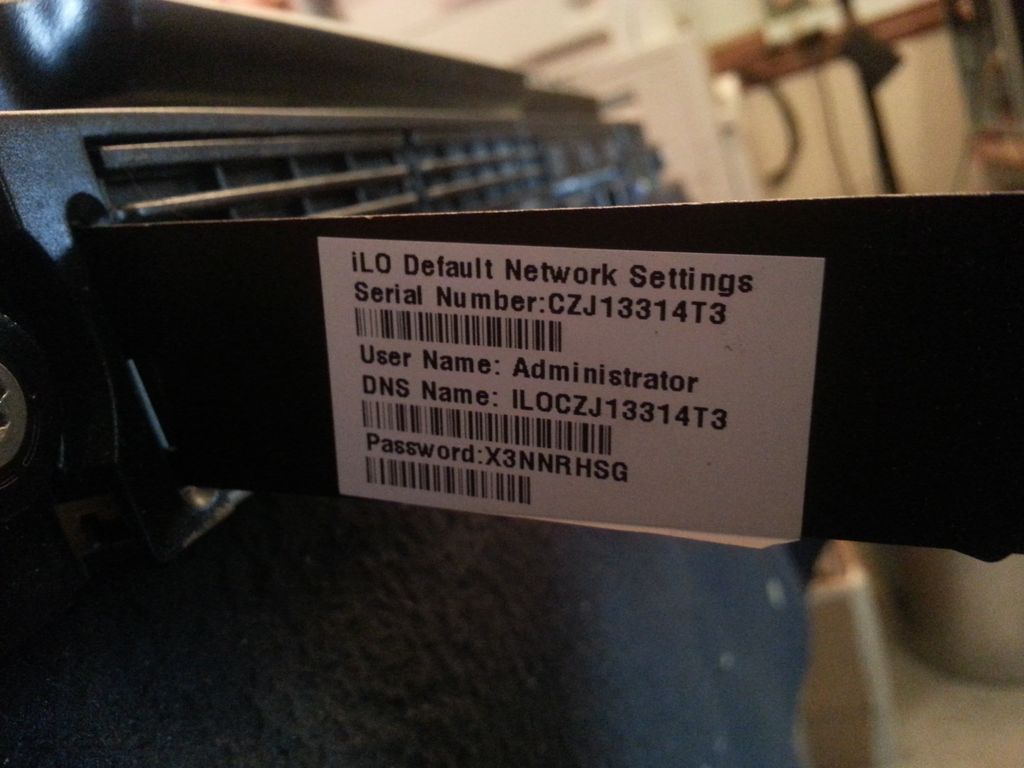 iLO Default Network Settings
Serial Number:CZJ13314T3
User Name: Administrator
DNS Name: ILOCZJ13314T3
Password:X3NNRHSG